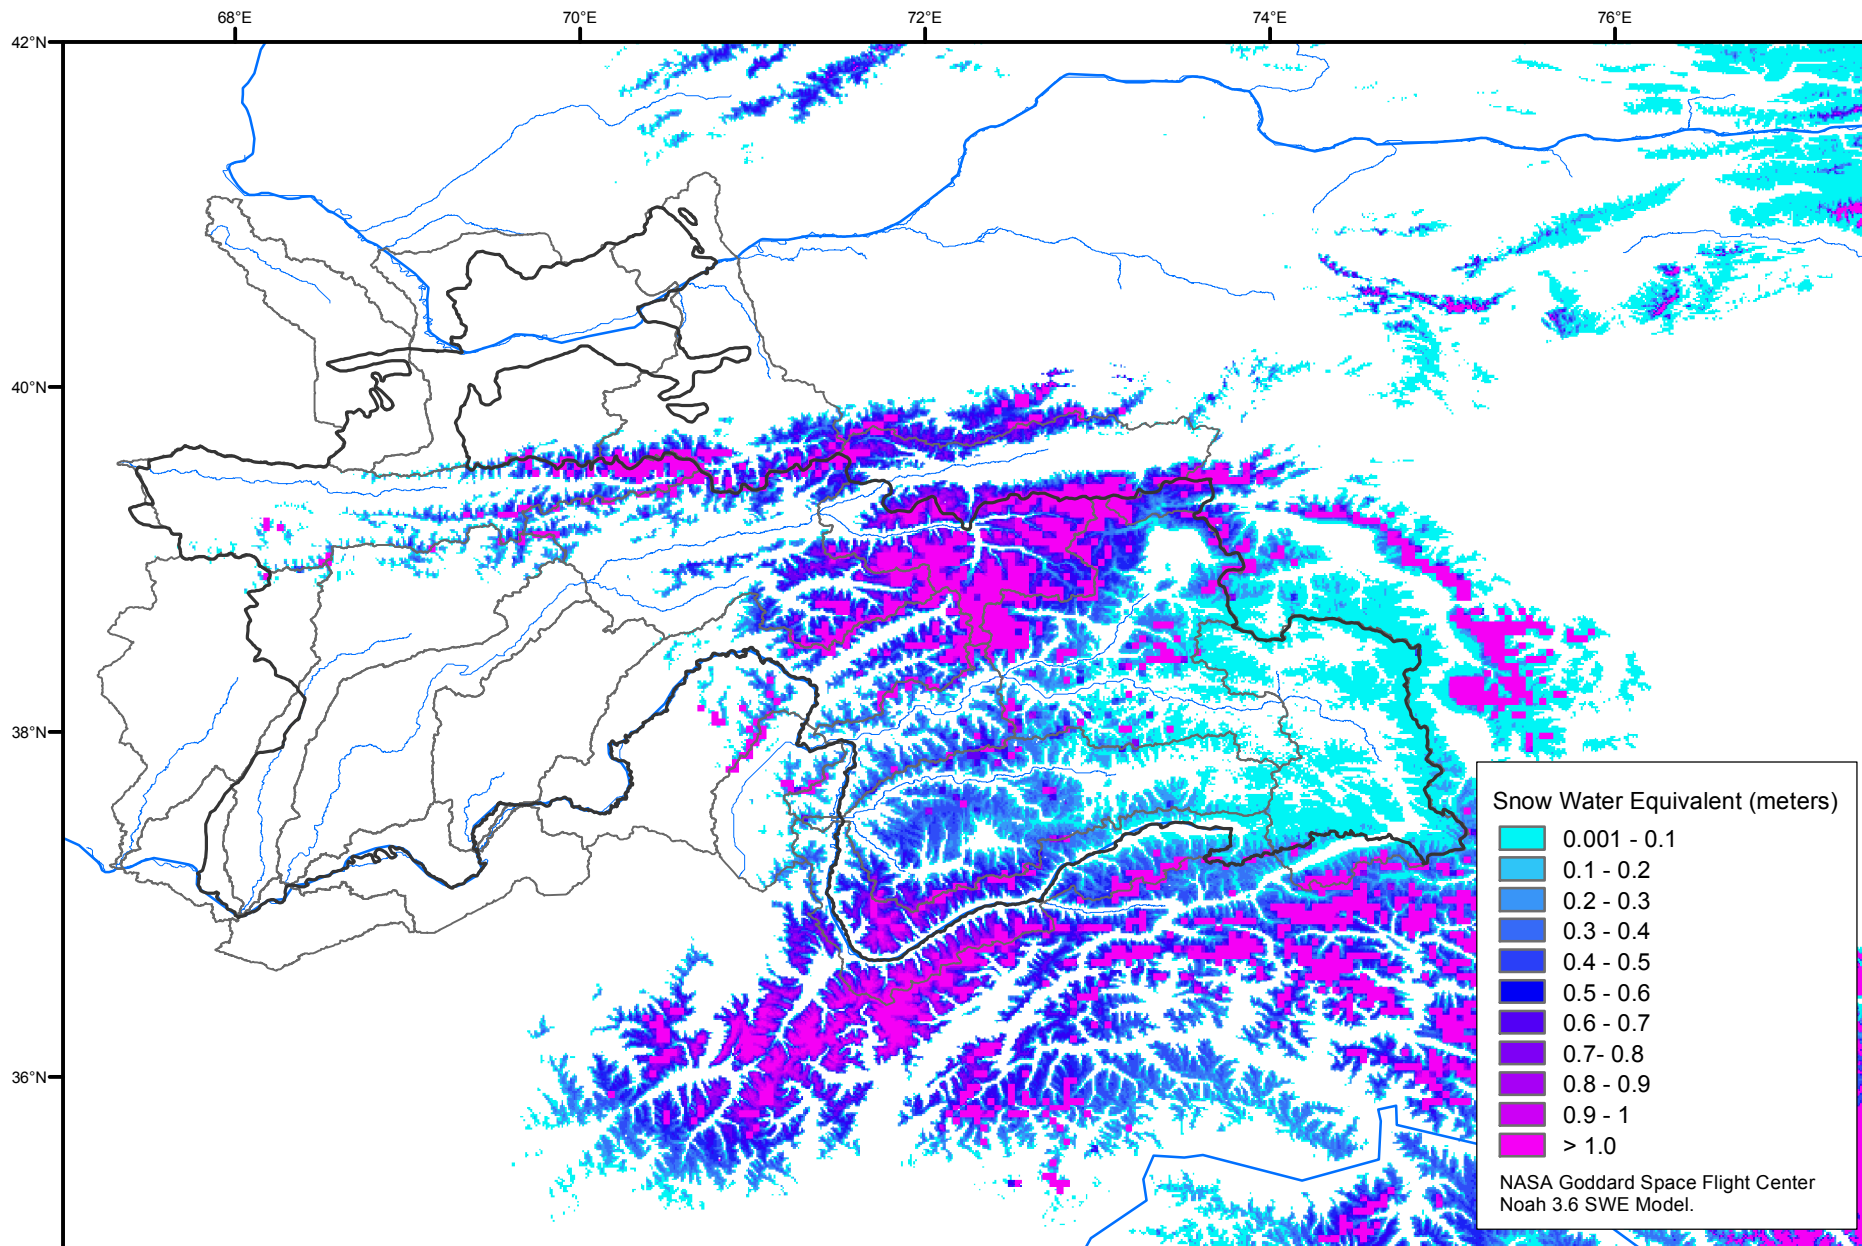 68°E
70°E
72°E
74°E
76°E
42°N
40°N
38°N
36°N
Snow Water Equivalent (meters)
0.001 - 0.1
0.1 - 0.2
0.2 - 0.3
0.3 - 0.4
0.4 - 0.5
0.5 - 0.6
0.6 - 0.7
0.7- 0.8
0.8 - 0.9
0.9 - 1
> 1.0
NASA Goddard Space Flight Center
Noah 3.6 SWE Model.